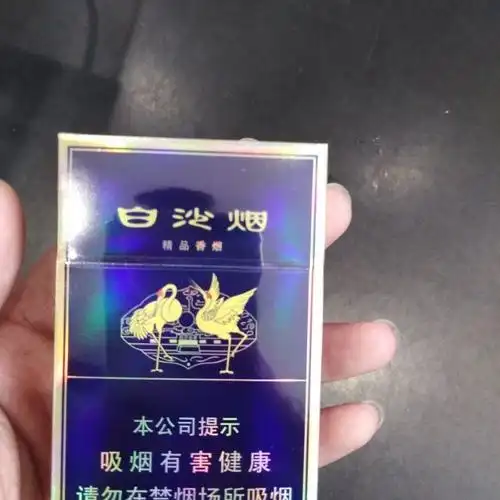 白沙烟
精品香烟
本公司提示
吸烟有害健康
请勿在禁烟场所吸烟